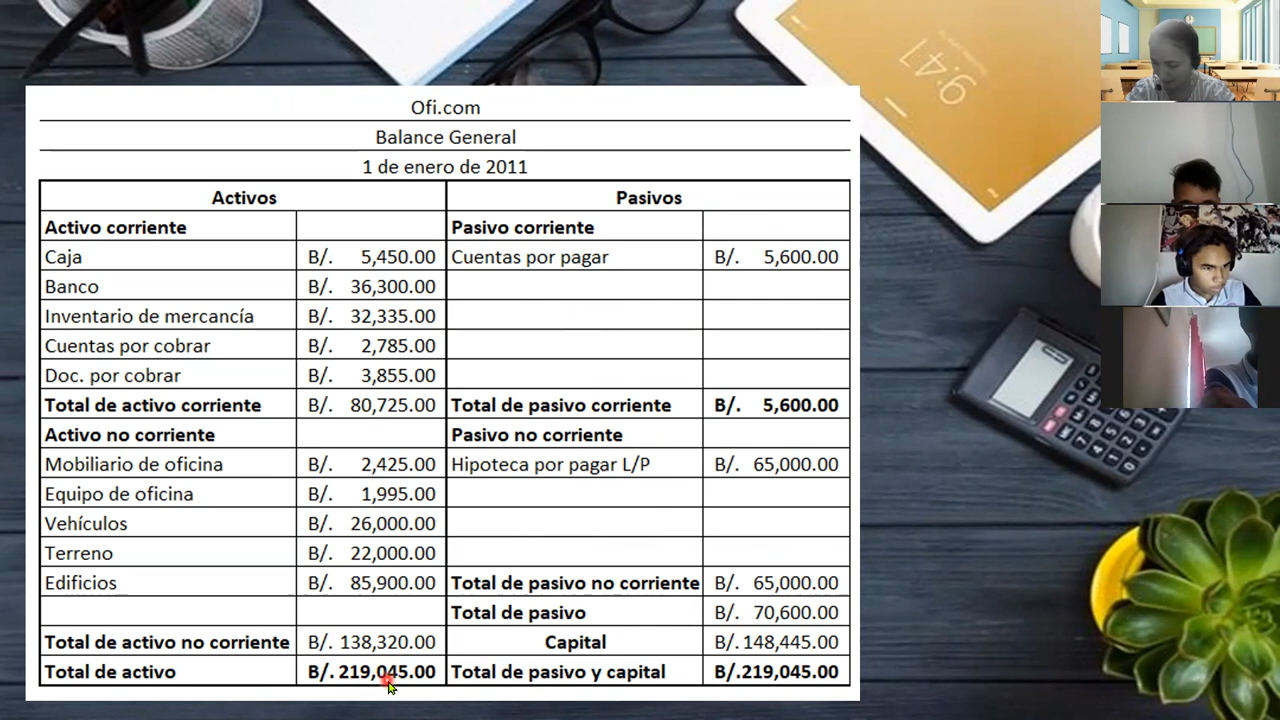 9:41
Ofi.com
Balance General
1 de enero de 2011
Activos Pasivos
Activo corriente Pasivo corriente
Caja B/. 5,450.00 Cuentas por pagar B/. 5,600.00
Banco B/. 36,300.00
Inventario de mercancía B/. 32,335.00
Cuentas por cobrar B/. 2,785.00
Doc. por cobrar B/. 3,855.00
Total de activo corriente B/. 80,725.00 Total de pasivo corriente B/. 5,600.00
Activo no corriente Pasivo no corriente
Mobiliario de oficina B/. 2,425.00 Hipoteca por pagar L/P B/. 65,000.00
Equipo de oficina B/. 1,995.00
Vehículos B/. 26,000.00
Terreno B/. 22,000.00
Edificios B/. 85,900.00 Total de pasivo no corriente B/. 65,000.00
Total de pasivo B/. 70,600.00
Total de activo no corriente B/. 138,320.00 Capital B/.148,445.00
Total de activo B/. 219,045.00 Total de pasivo y capital B/.219,045.00